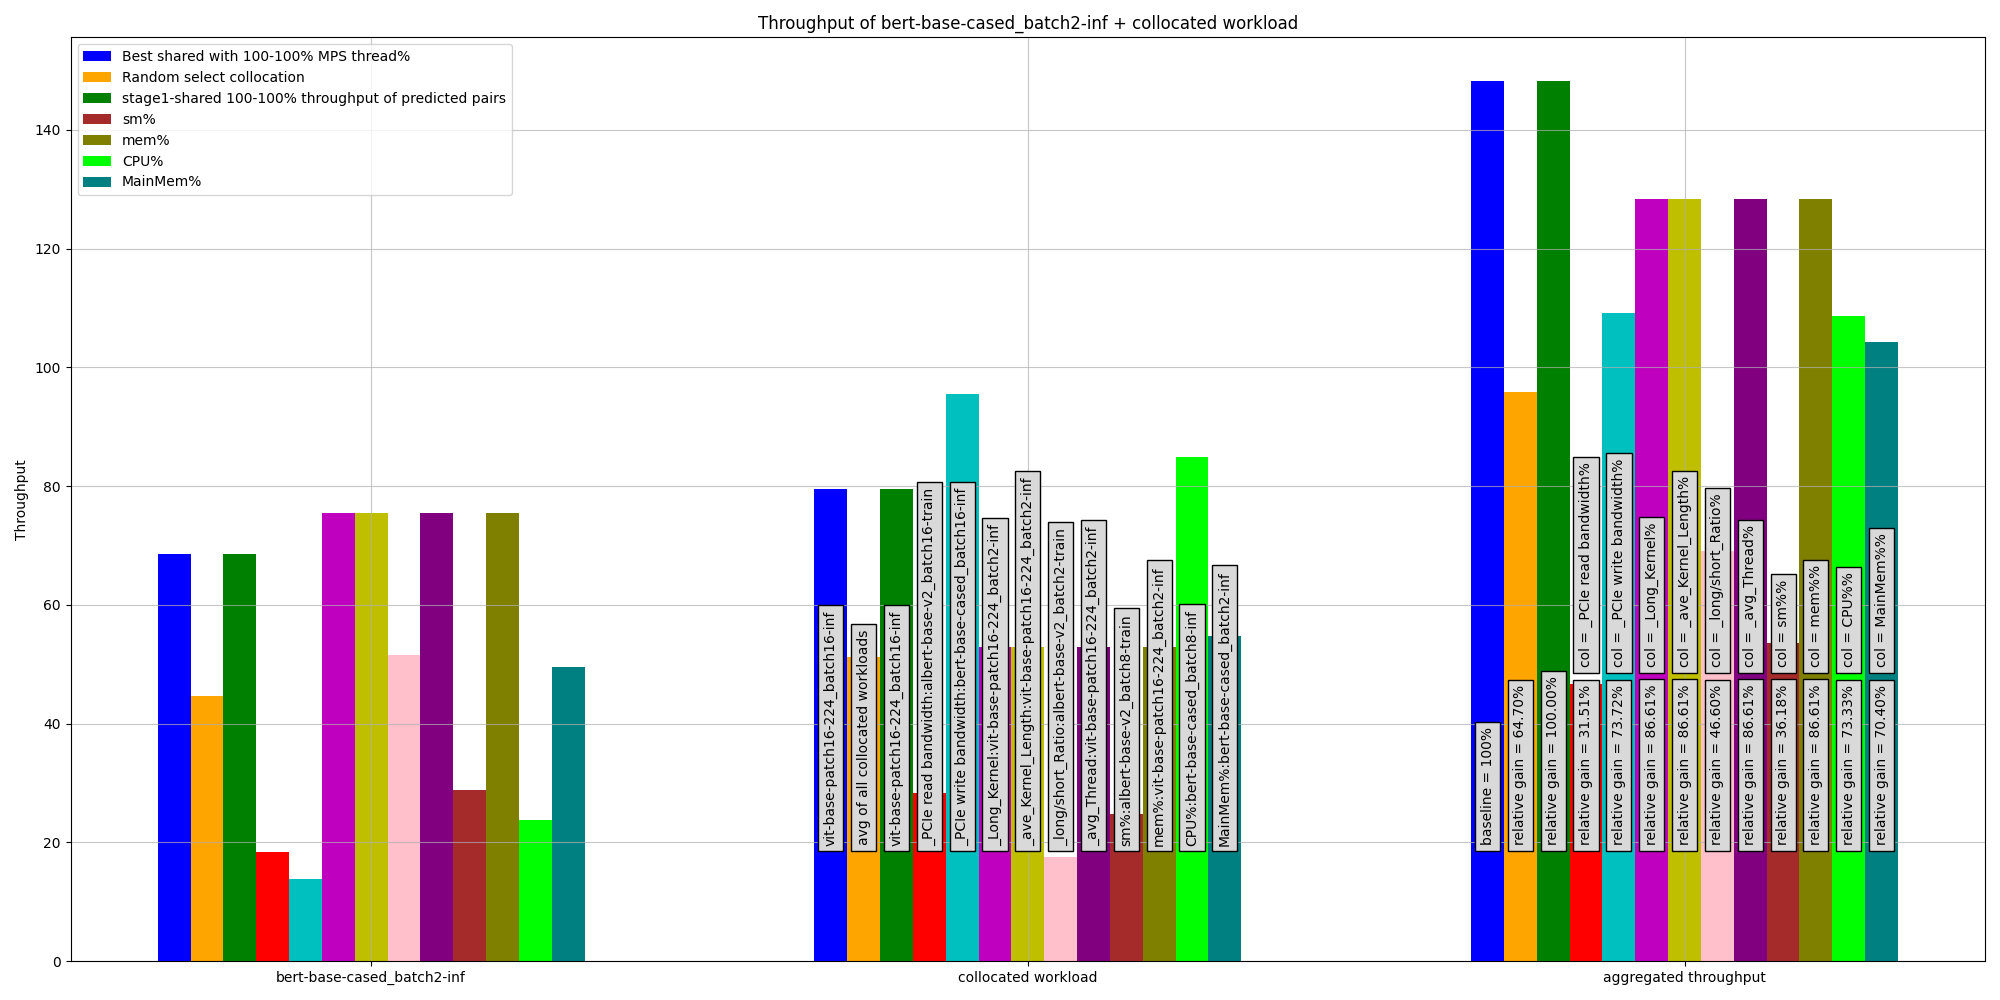 Throughput of bert-base-cased_batch2-inf + collocated workload
Best shared with 100-100% MPS thread%
Random select collocation
stage1-shared 100-100% throughput of predicted pairs
sm%
mem%
CPU%
MainMem%
Throughput
140
120
100
80
60
40
20
0
vit-base-patch16-224_batch16-inf
avg of all collocated workloads
vit-base-patch16-224_batch16-inf
_PCIe read bandwidth:albert-base-v2_batch16-train
_PCIe write bandwidth:bert-base-cased_batch16-inf
_Long_Kernel:vit-base-patch16-224_batch2-inf
_ave_Kernel_Length:vit-base-patch16-224_batch2-inf
_long/short_Ratio:albert-base-v2_batch2-train
_avg_Thread:vit-base-patch16-224_batch2-inf
sm%:albert-base-v2_batch8-train
mem%:vit-base-patch16-224_batch2-inf
CPU%:bert-base-cased_batch8-inf
MainMem%:bert-base-cased_batch2-inf
baseline = 100%
relative gain = 64.70%
relative gain = 100.00%
relative gain = 31.51%
col = _PCIe read bandwidth%
relative gain = 73.72%
col = _PCIe write bandwidth%
relative gain = 86.61%
col = _Long_Kernel%
relative gain = 86.61%
col = _ave_Kernel_Length%
relative gain = 46.60%
col = _long/short_Ratio%
relative gain = 86.61%
col = _avg_Thread%
relative gain = 36.18%
col = sm%%
relative gain = 86.61%
col = mem%%
relative gain = 73.33%
col = CPU%%
relative gain = 70.40%
col = MainMem%%
bert-base-cased_batch2-inf
collocated workload
aggregated throughput